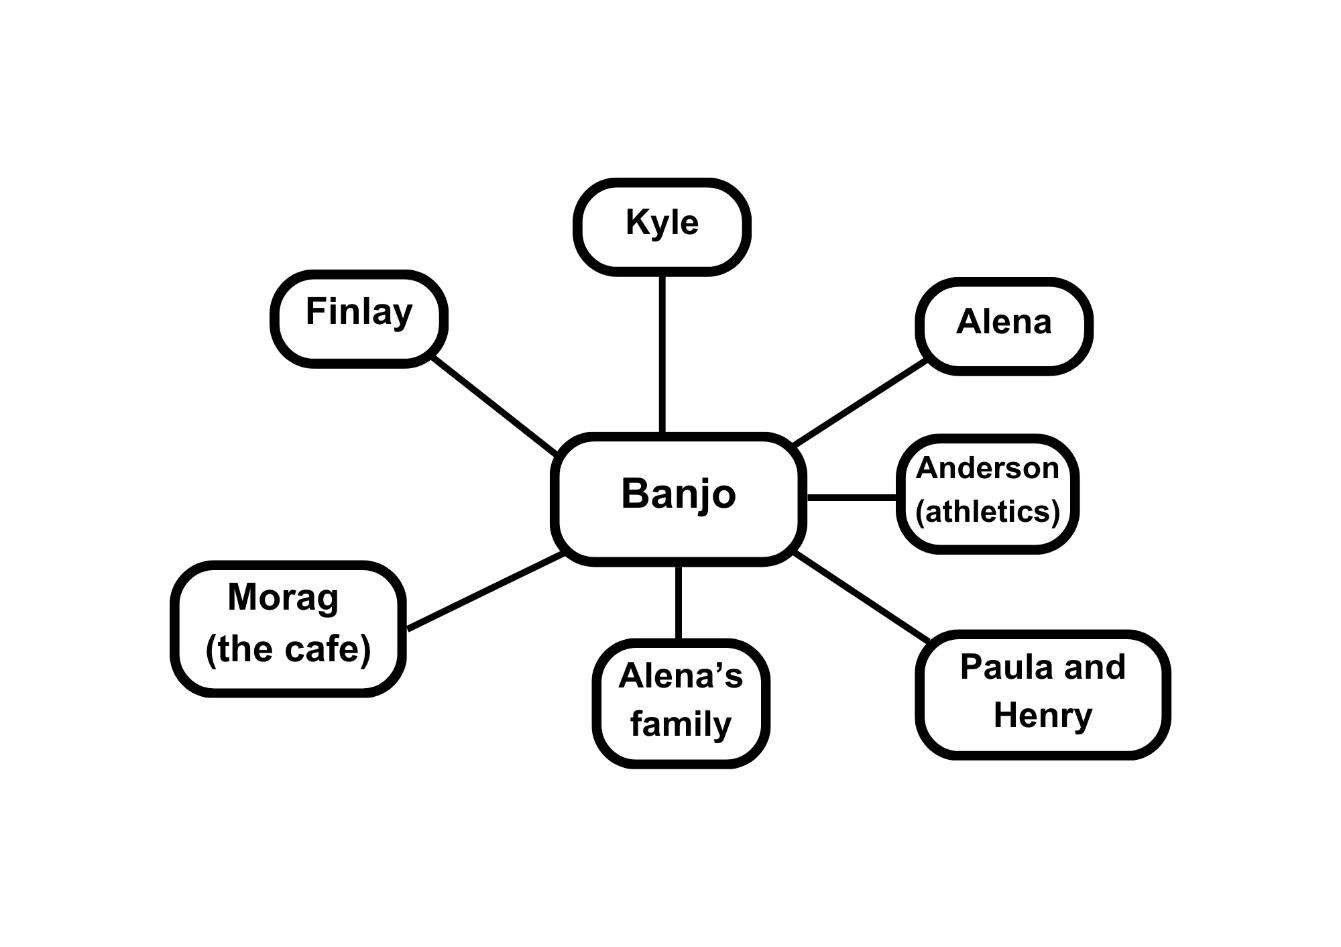 Kyle
Finlay
Alena
Banjo
Anderson
(athletics)
Morag
(the cafe)
Alena’s
family
Paula and
Henry